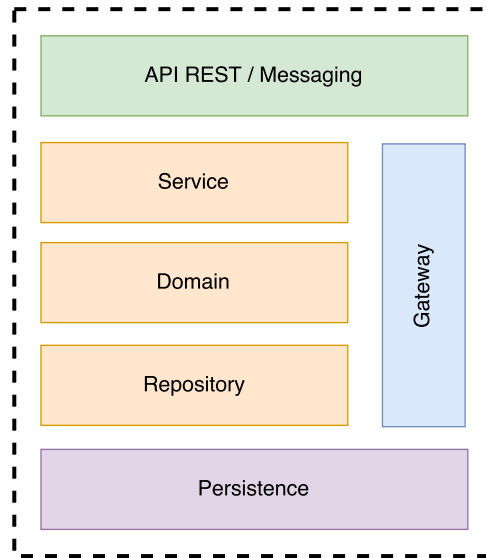 API REST / Messaging
Service
Domain
Gateway
Repository
Persistence